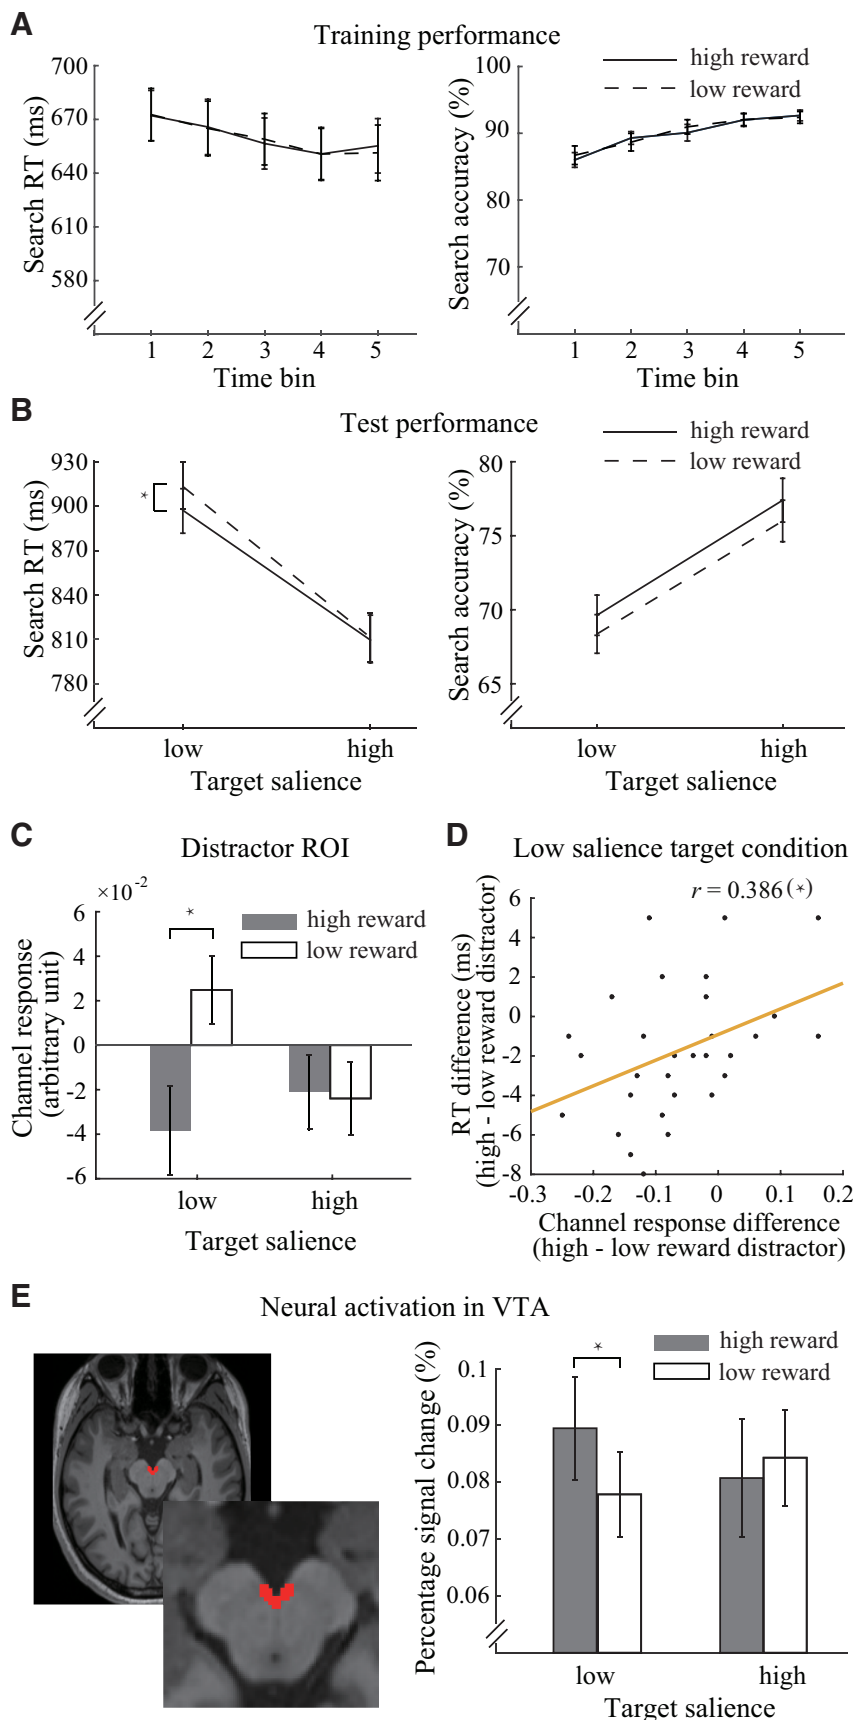 A
Training performance
high reward
low reward
Search RT (ms)
700
670
640
610
580
1 2 3 4 5
Time bin
Search accuracy (%)
100
90
80
70
1 2 3 4 5
Time bin
B
Test performance
high reward
low reward
Search RT (ms)
930
900
870
840
810
780
*
low high
Target salience
Search accuracy (%)
80
75
70
65
low high
Target salience
C
Distractor ROI
×10-2
high reward
low reward
*
Channel response
(arbitrary unit)
6
4
2
0
-2
-4
-6
low high
Target salience
D
Low salience target condition
r = 0.386 (*)
RT difference (ms)
(high - low reward distractor)
6
4
2
0
-2
-4
-6
-8
-0.3 -0.2 -0.1 0 0.1 0.2
Channel response difference
(high - low reward distractor)
E
Neural activation in VTA
high reward
low reward
*
Percentage signal change (%)
0.1
0.09
0.08
0.07
0.06
low high
Target salience